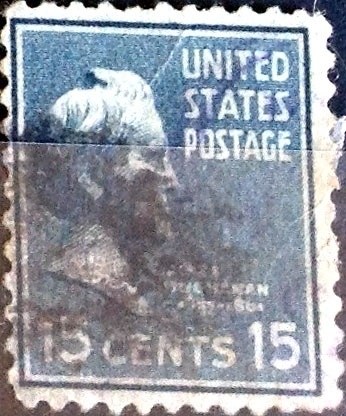 UNITED
STATES
POSTAGE
15 CENTS 15